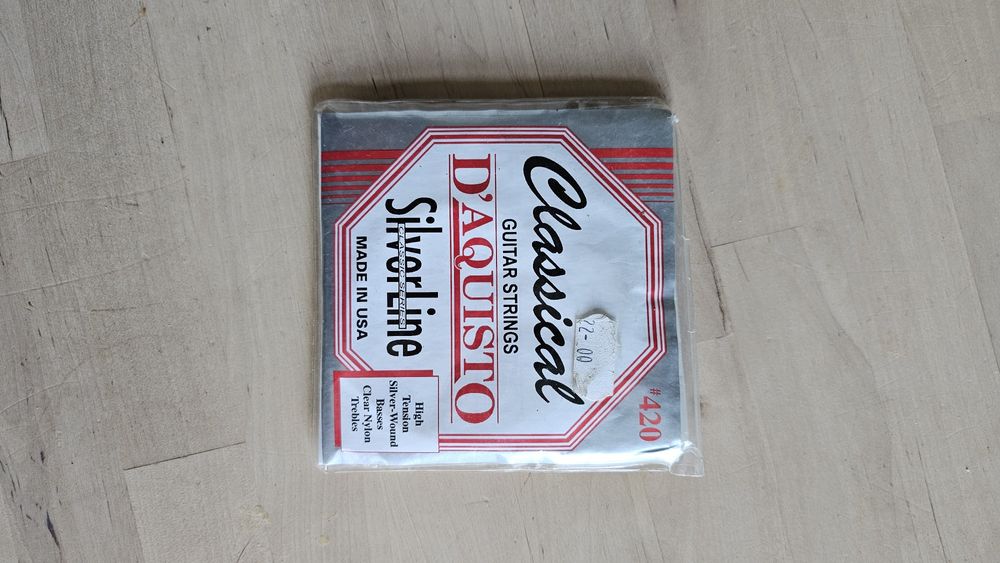 #420
Classical
GUITAR STRINGS
D'AQUISTO
SilverLine
CLASSIC SERIES
MADE IN USA
High
Tension
Silver-Wound
Basses
Clear Nylon
Trebles
22-00